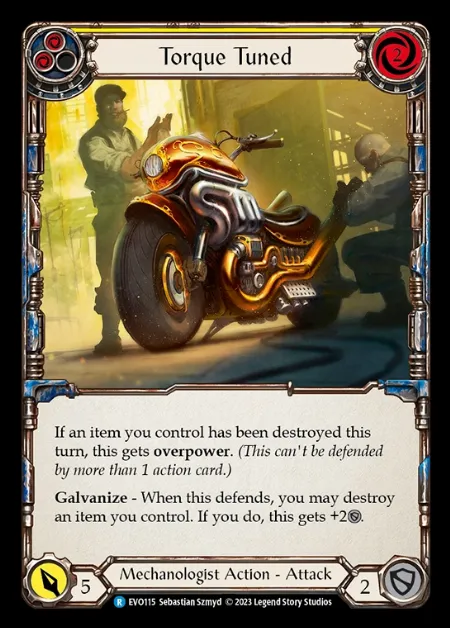 Torque Tuned
2
If an item you control has been destroyed this
turn, this gets overpower. (This can't be defended
by more than 1 action card.)
Galvanize - When this defends, you may destroy
an item you control. If you do, this gets +2.
5 Mechanologist Action - Attack 2
R EVO115 Sebastian Szmyd © 2023 Legend Story Studios